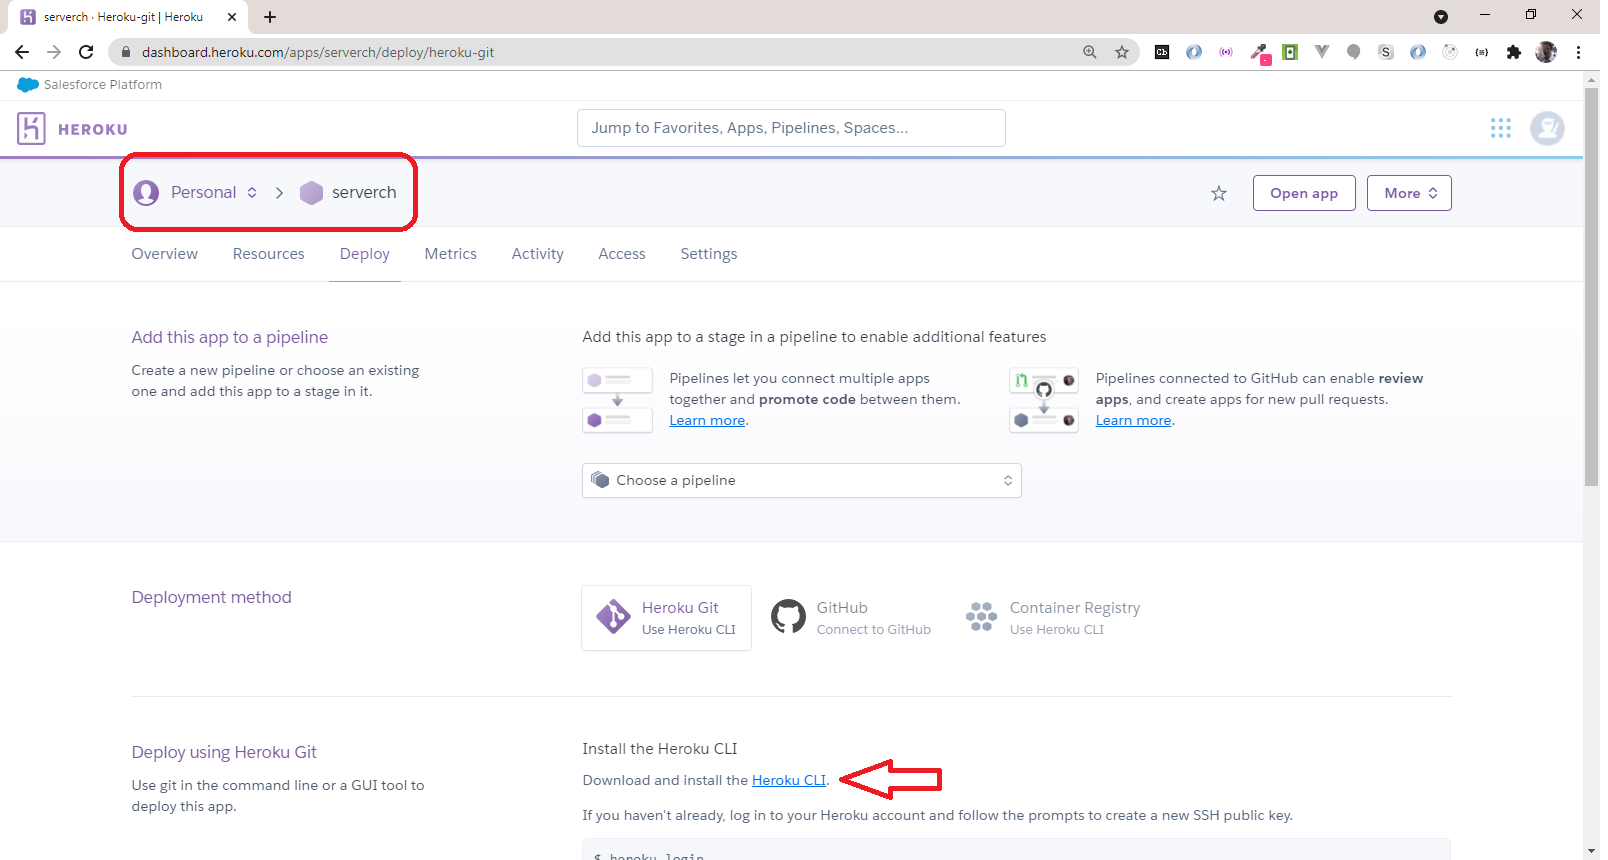 serverch · Heroku-git | Heroku
dashboard.heroku.com/apps/serverch/deploy/heroku-git
Cb
S
Salesforce Platform
HEROKU
Jump to Favorites, Apps, Pipelines, Spaces...
Personal
serverch
Open app
More
Overview
Resources
Deploy
Metrics
Activity
Access
Settings
Add this app to a pipeline
Create a new pipeline or choose an existing
one and add this app to a stage in it.
Add this app to a stage in a pipeline to enable additional features
Pipelines let you connect multiple apps
together and promote code between them.
Learn more.
Pipelines connected to GitHub can enable review
apps, and create apps for new pull requests.
Learn more.
Choose a pipeline
Deployment method
Heroku Git
Use Heroku CLI
GitHub
Connect to GitHub
Container Registry
Use Heroku CLI
Deploy using Heroku Git
Use git in the command line or a GUI tool to
deploy this app.
Install the Heroku CLI
Download and install the Heroku CLI.
If you haven't already, log in to your Heroku account and follow the prompts to create a new SSH public key.
$ heroku login